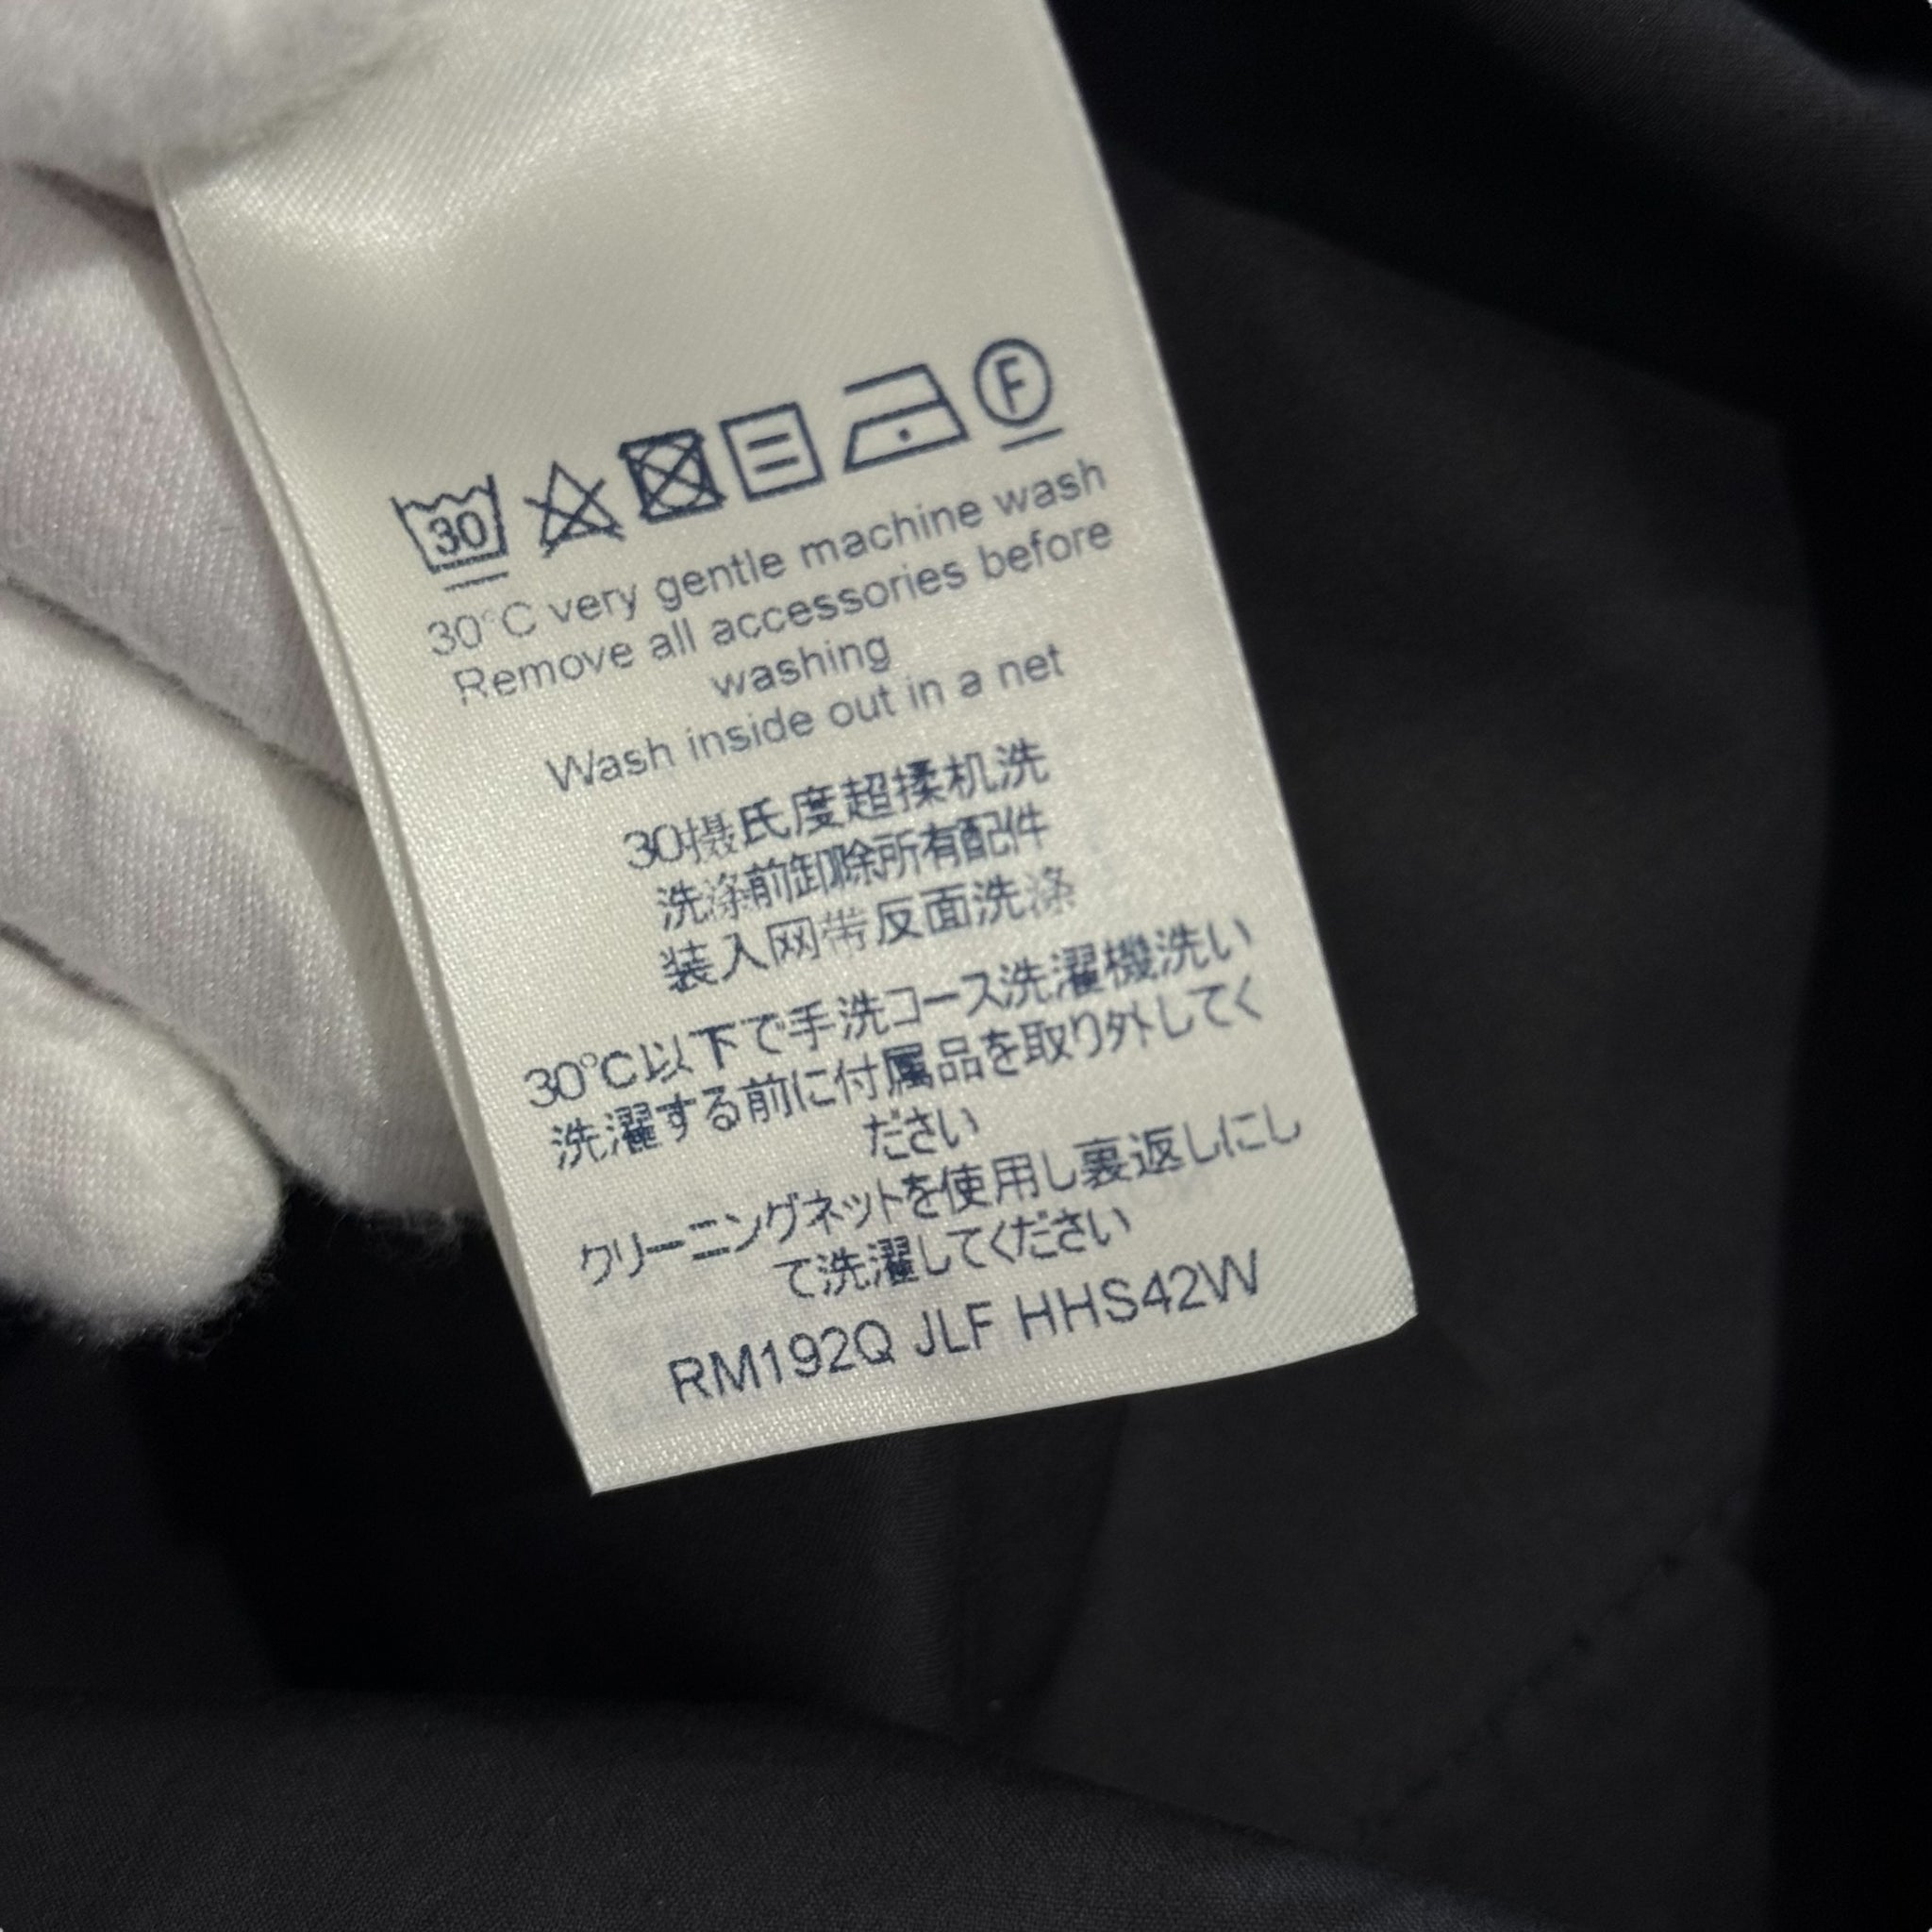 30
F
30°C very gentle machine wash
Remove all accessories before
washing
Wash inside out in a net
30摄氏度超揉机洗
洗涤前卸除所有配件
装入网带反面洗涤
30°C以下で手洗コース洗濯機洗い
洗濯する前に付属品を取り外してく
ださい
クリーニングネットを使用し裏返しにし
て洗濯してください
RM192Q JLF HHS42W